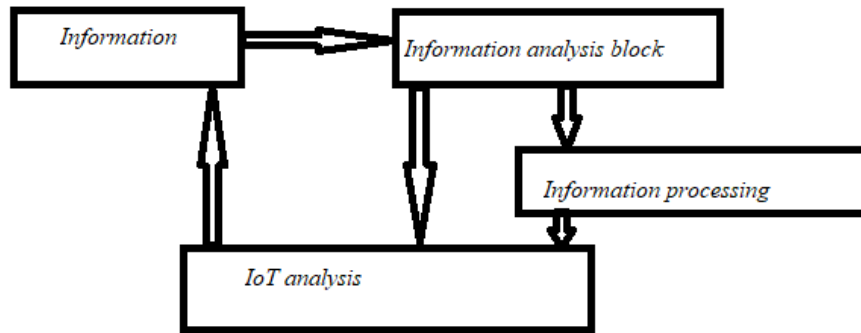 Information
Information analysis block
Information processing
IoT analysis